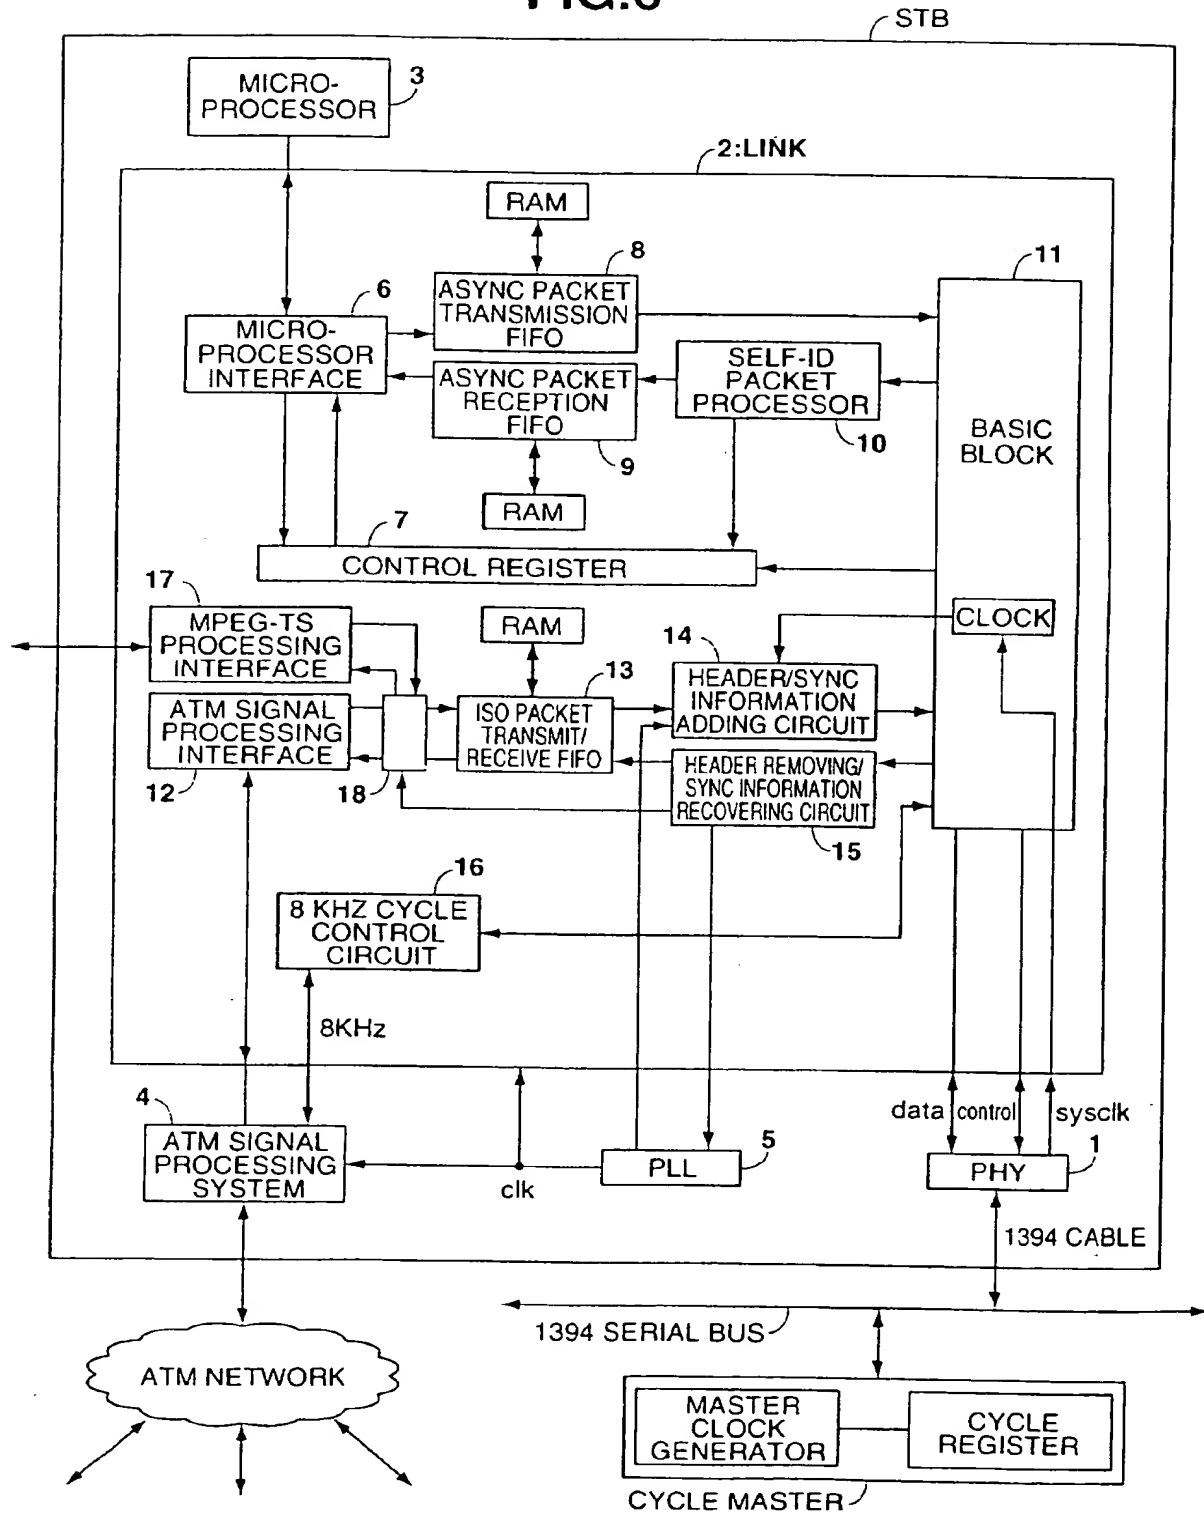 STB
MICRO-
PROCESSOR
3
2:LINK
RAM
8
11
ASYNC PACKET
TRANSMISSION
FIFO
6
MICRO-
PROCESSOR
INTERFACE
ASYNC PACKET
RECEPTION
FIFO
9
SELF-ID
PACKET
PROCESSOR
10
BASIC
BLOCK
RAM
7
CONTROL REGISTER
17
MPEG-TS
PROCESSING
INTERFACE
RAM
CLOCK
14
13
HEADER/SYNC
INFORMATION
ADDING CIRCUIT
ATM SIGNAL
PROCESSING
INTERFACE
ISO PACKET
TRANSMIT/
RECEIVE FIFO
12
18
HEADER REMOVING/
SYNC INFORMATION
RECOVERING CIRCUIT
15
16
8 KHZ CYCLE
CONTROL
CIRCUIT
8KHz
4
ATM SIGNAL
PROCESSING
SYSTEM
clk
PLL
5
data
control
sysclk
1
PHY
1394 CABLE
1394 SERIAL BUS
ATM NETWORK
MASTER
CLOCK
GENERATOR
CYCLE
REGISTER
CYCLE MASTER